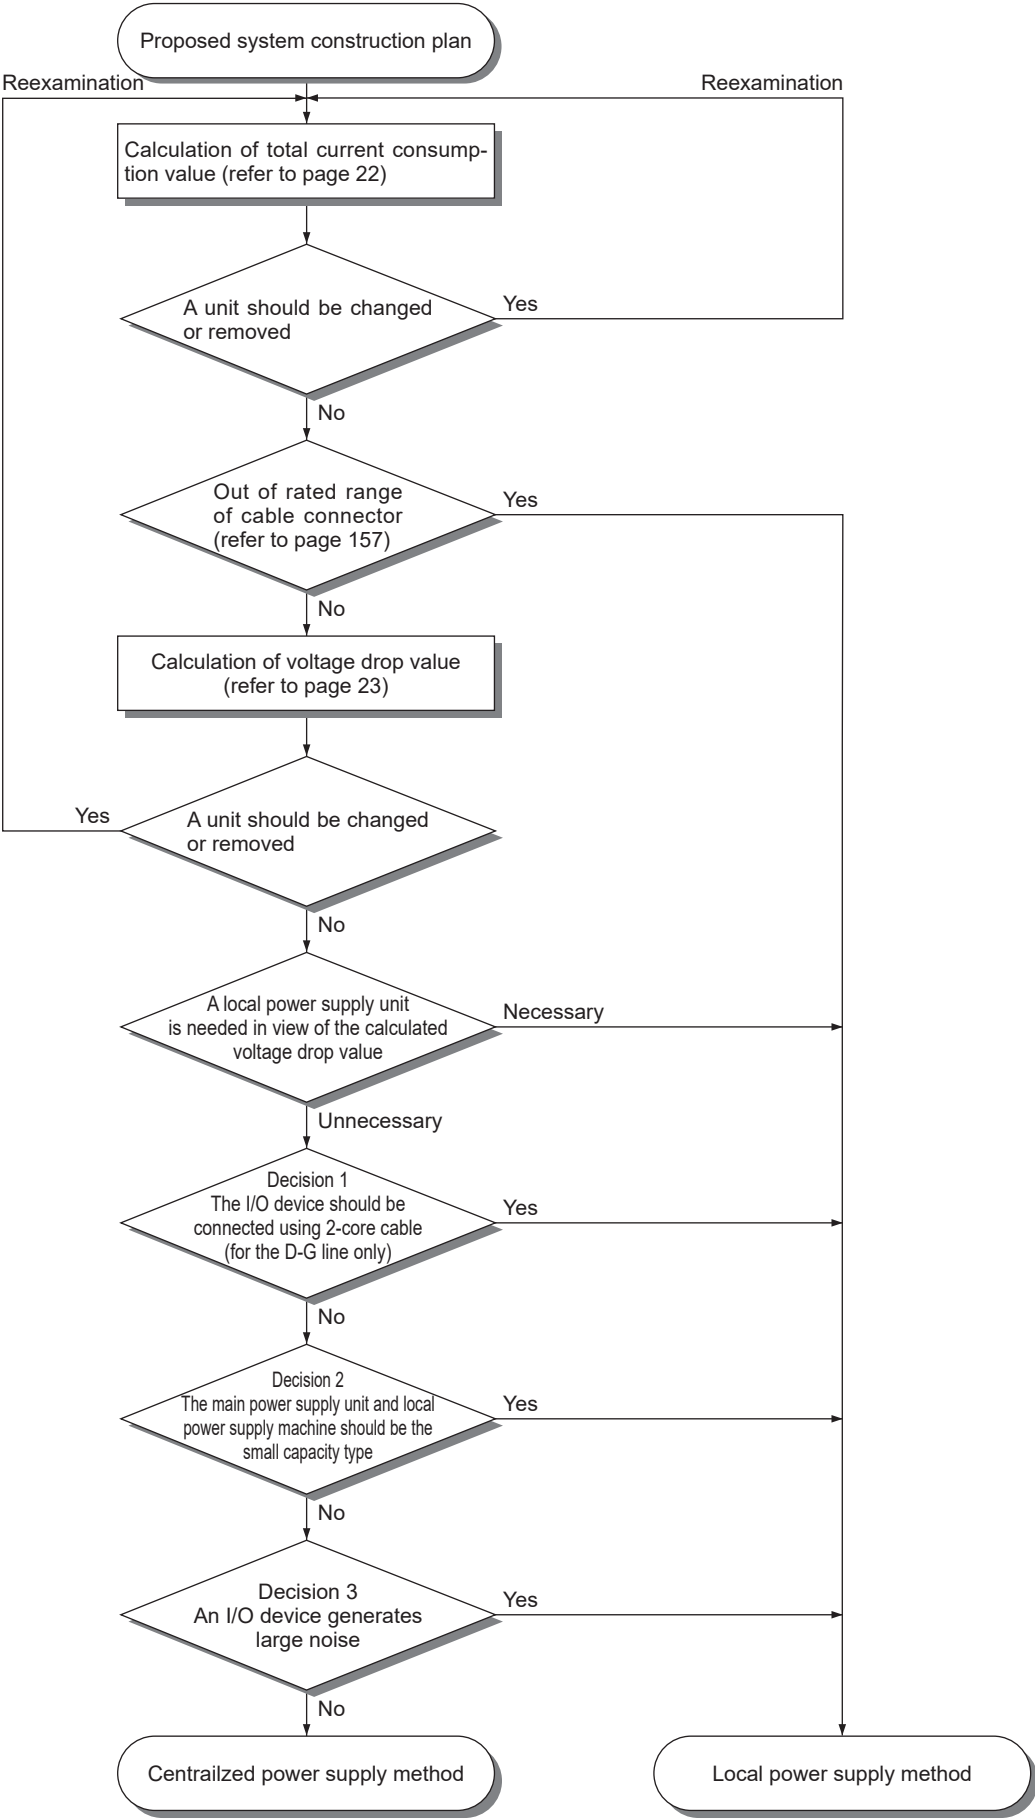 Proposed system construction plan
Reexamination
Reexamination
Calculation of total current consump-
tion value (refer to page 22)
A unit should be changed
or removed
Yes
No
Out of rated range
of cable connector
(refer to page 157)
Yes
No
Calculation of voltage drop value
(refer to page 23)
Yes
A unit should be changed
or removed
No
A local power supply unit
is needed in view of the calculated
voltage drop value
Necessary
Unnecessary
Decision 1
The I/O device should be
connected using 2-core cable
(for the D-G line only)
Yes
No
Decision 2
The main power supply unit and local
power supply machine should be the
small capacity type
Yes
No
Decision 3
An I/O device generates
large noise
Yes
No
Centrailzed power supply method
Local power supply method